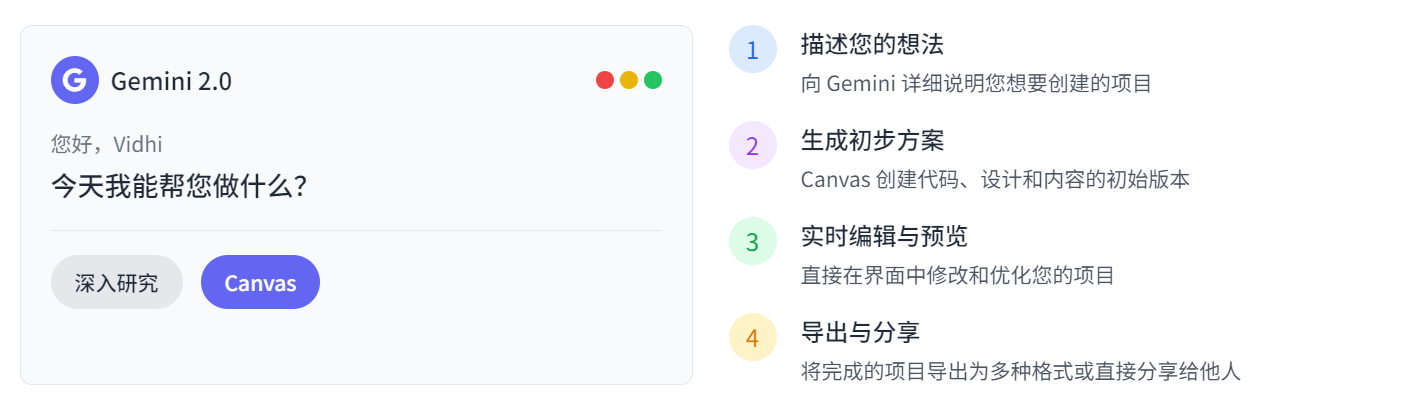 Gemini 2.0
您好，Vidhi
今天我能帮您做什么？
深入研究
Canvas
1
描述您的想法
向 Gemini 详细说明您想要创建的项目
2
生成初步方案
Canvas 创建代码、设计和内容的初始版本
3
实时编辑与预览
直接在界面中修改和优化您的项目
4
导出与分享
将完成的项目导出为多种格式或直接分享给他人